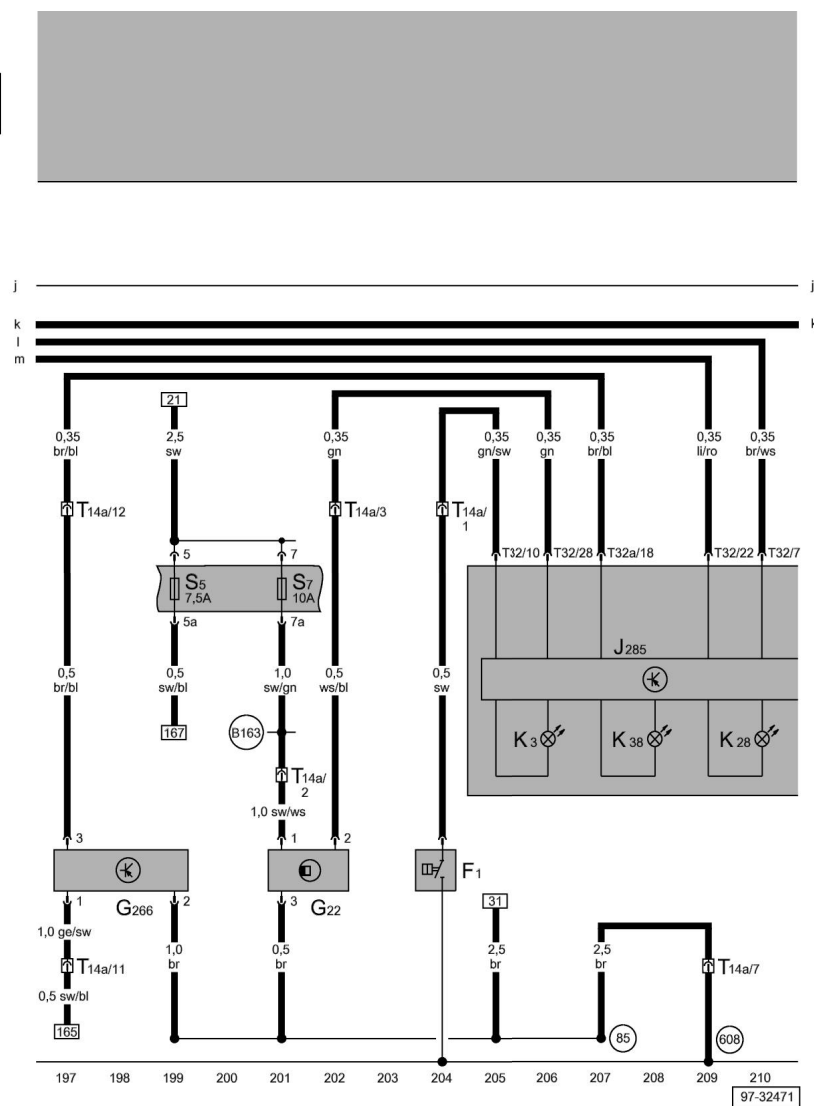 j j
k k
l
m
21
0,35 2,5 0,35 0,35 0,35 0,35 0,35 0,35
br/bl sw gn gn/sw gn br/bl li/ro br/ws
T14a/12 T14a/3 T14a/
1
5 7 T32/10 T32/28 T32a/18 T32/22 T32/7
S5 S7
7,5A 10A
5a 7a
J285
0,5 0,5 1,0 0,5 0,5
br/bl sw/bl sw/gn ws/bl sw
167 B163 K3 K38 K28
T14a/
2
1,0 sw/ws
3 1 2
F1
1 2 3
G266 G22 31
1,0 ge/sw
1,0 0,5 2,5 2,5
br br br br
T14a/11 T14a/7
0,5 sw/bl
165 85 608
197 198 199 200 201 202 203 204 205 206 207 208 209 210
97-32471